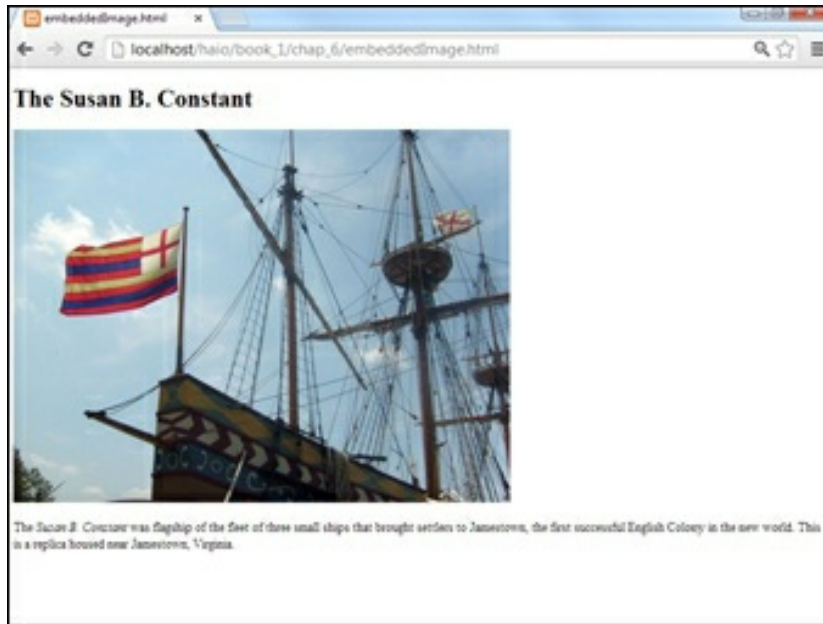 embeddedImage.html
localhost/haio/book_1/chap_6/embeddedImage.html
The Susan B. Constant
The Susan B. Constant was flagship of the fleet of three small ships that brought settlers to Jamestown, the first successful English Colony in the new world. This
is a replica housed near Jamestown, Virginia.